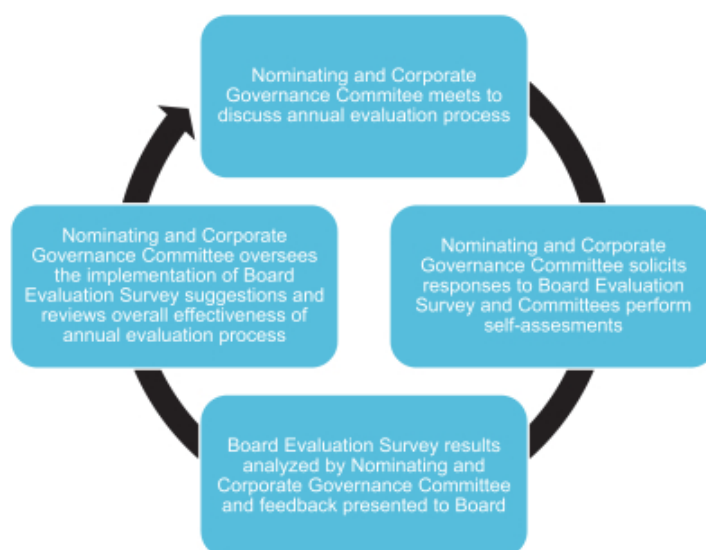 Nominating and Corporate
Governance Commitee meets to
discuss annual evaluation process
Nominating and Corporate
Governance Committee solicits
responses to Board Evaluation
Survey and Committees perform
self-assesments
Board Evaluation Survey results
analyzed by Nominating and
Corporate Governance Committee
and feedback presented to Board
Nominating and Corporate
Governance Committee oversees
the implementation of Board
Evaluation Survey suggestions and
reviews overall effectiveness of
annual evaluation process